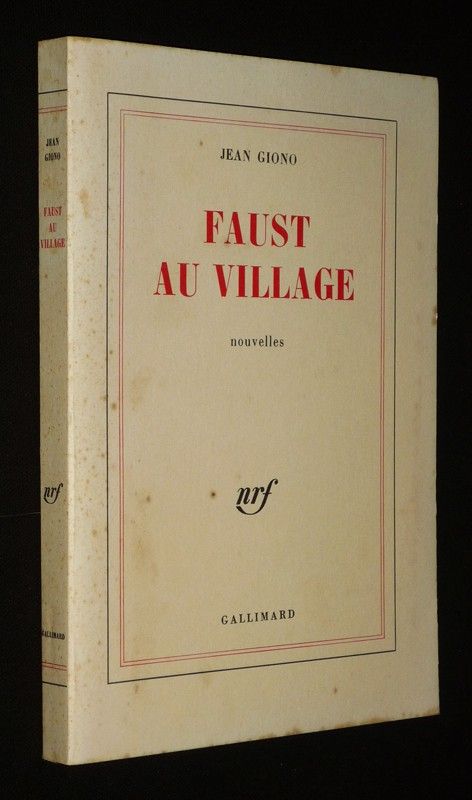 JEAN
GIONO
FAUST
AU
VILLAGE
nrf
GALLIMARD
JEAN GIONO
FAUST
AU VILLAGE
nouvelles
nrf
GALLIMARD